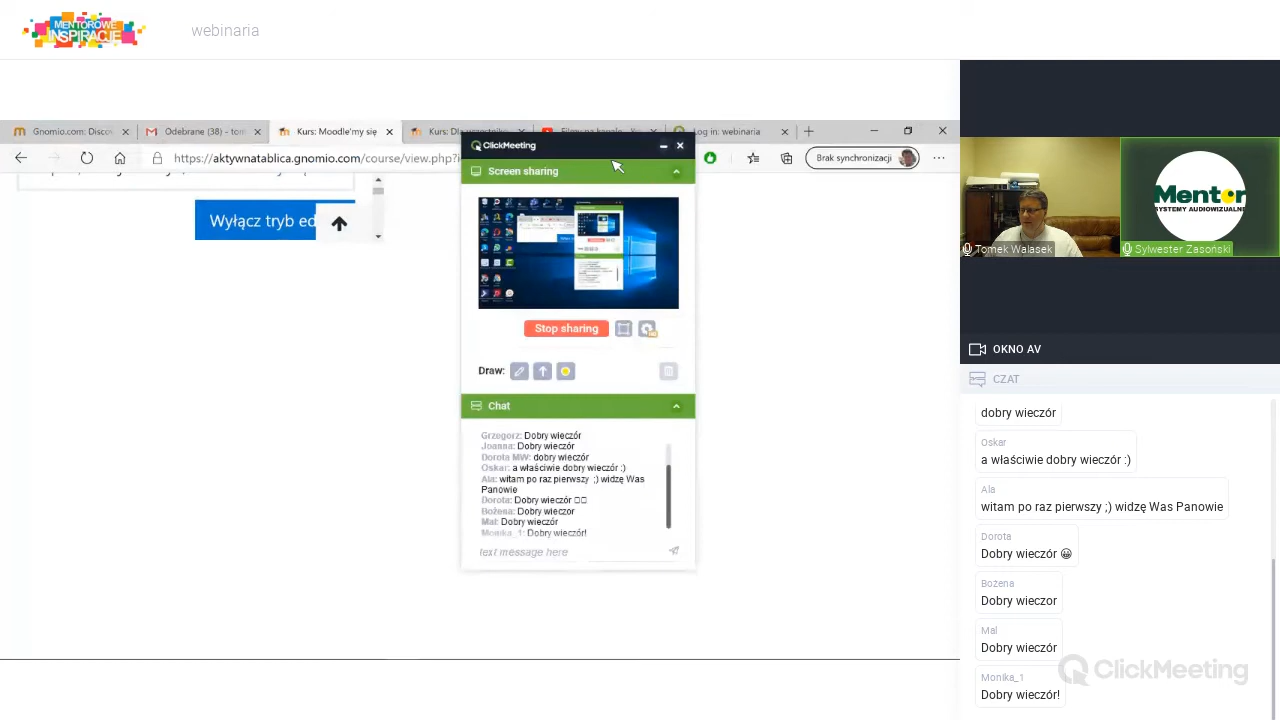 MENTOROWE
INSPIRACJE
webinaria
Gnomio.com: Disco
Odebrane (38) - tom
Kurs: Moodle'my się
Kurs: Dla wszystkic
Log in: webinaria
https://aktywnatablica.gnomio.com/course/view.php?i
Brak synchronizacji
Wyłącz tryb ed
ClickMeeting
Screen sharing
Stop sharing
Draw:
Chat
Grzegorz: Dobry wieczór
Joanna: Dobry wieczór
Dorota MW: dobry wieczór
Oskar: a właściwie dobry wieczór :)
Ala: witam po raz pierwszy ;) widzę Was
Panowie
Dorota: Dobry wieczór
Bożena: Dobry wieczor
Mal: Dobry wieczór
Monika_1: Dobry wieczór!
text message here
Mentor
SYSTEMY AUDIOWIZUALNE
Tomek Walasek
Sylwester Zasoński
OKNO AV
CZAT
dobry wieczór
Oskar
a właściwie dobry wieczór :)
Ala
witam po raz pierwszy ;) widzę Was Panowie
Dorota
Dobry wieczór 😀
Bożena
Dobry wieczor
Mal
Dobry wieczór
Monika_1
Dobry wieczór!
ClickMeeting